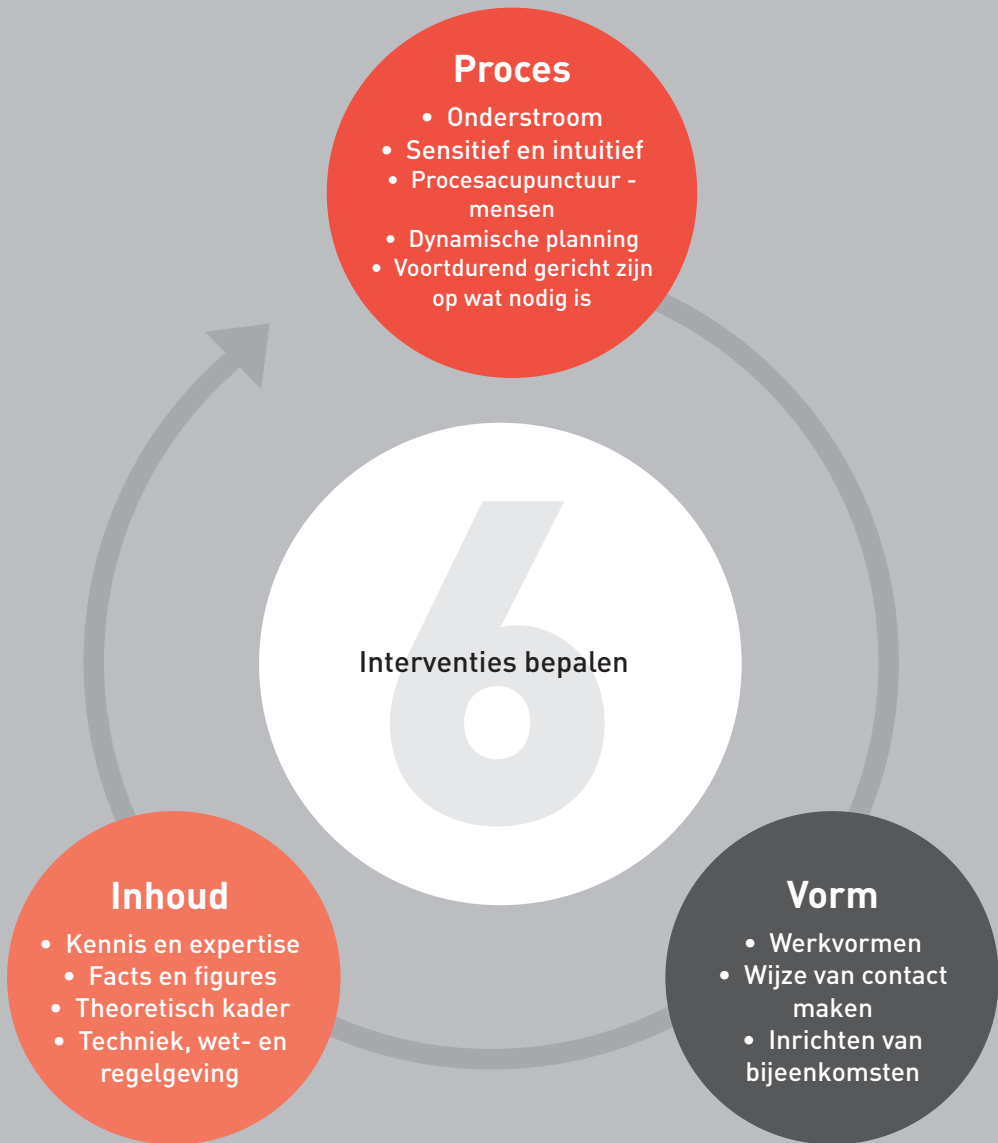 Proces
• Onderstroom
• Sensitief en intuitief
• Procesacupunctuur -
mensen
• Dynamische planning
• Voortdurend gericht zijn
op wat nodig is
6
Interventies bepalen
Inhoud
• Kennis en expertise
• Facts en figures
• Theoretisch kader
• Techniek, wet- en
regelgeving
Vorm
• Werkvormen
• Wijze van contact
maken
• Inrichten van
bijeenkomsten